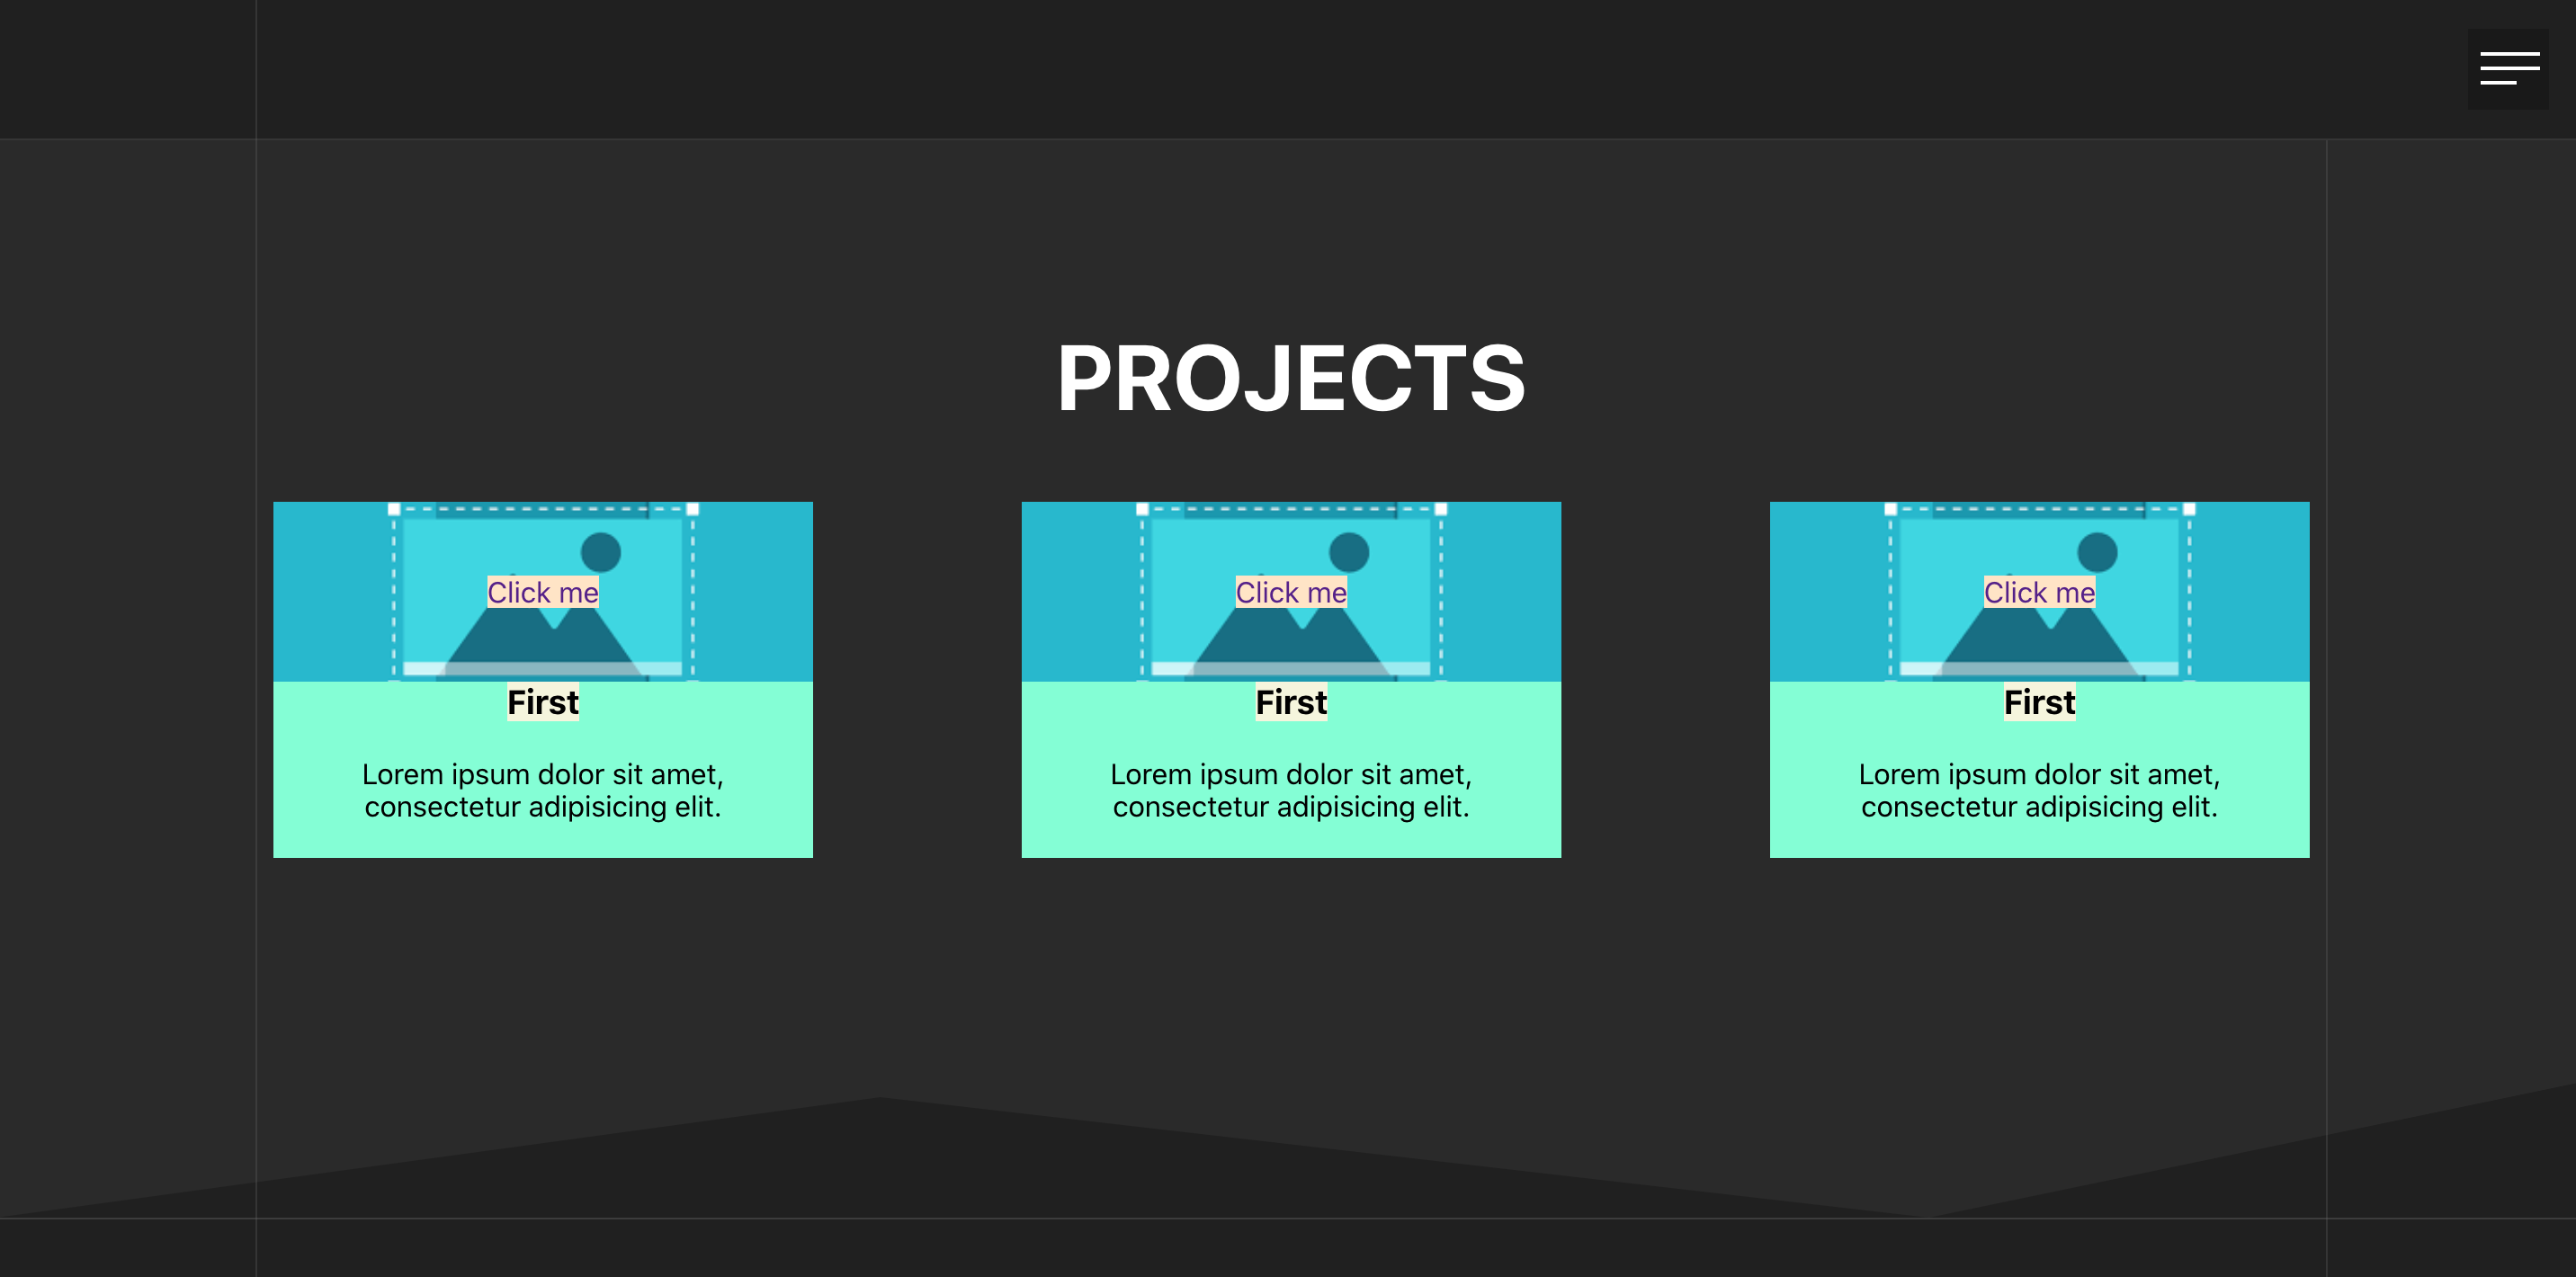 PROJECTS
Click me
First
Lorem ipsum dolor sit amet,
consectetur adipisicing elit.
Click me
First
Lorem ipsum dolor sit amet,
consectetur adipisicing elit.
Click me
First
Lorem ipsum dolor sit amet,
consectetur adipisicing elit.